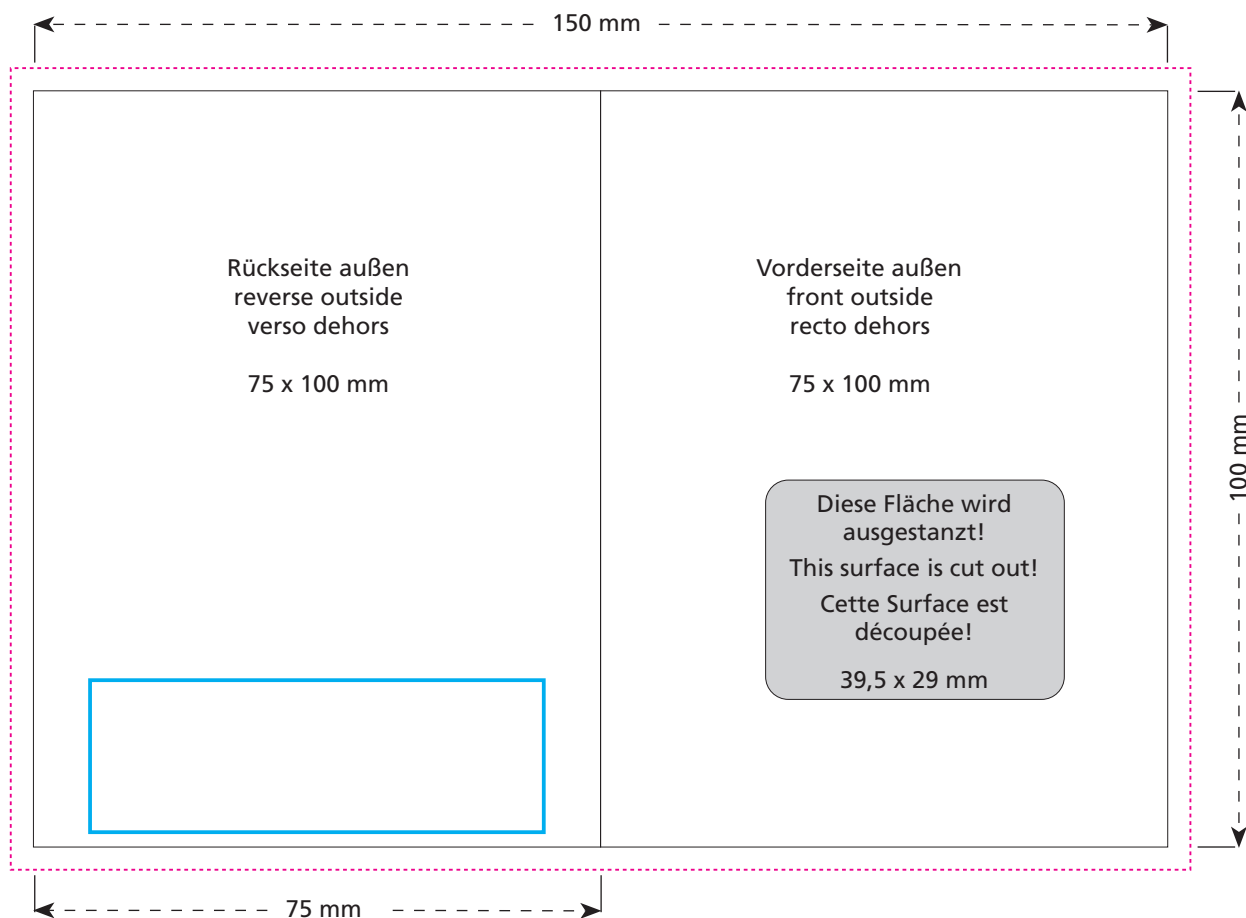 150 mm
Rückseite außen
reverse outside
verso dehors
75 x 100 mm
Vorderseite außen
front outside
recto dehors
75 x 100 mm
Diese Fläche wird
ausgestanzt!
This surface is cut out!
Cette Surface est
découpée!
39,5 x 29 mm
100 mm
75 mm